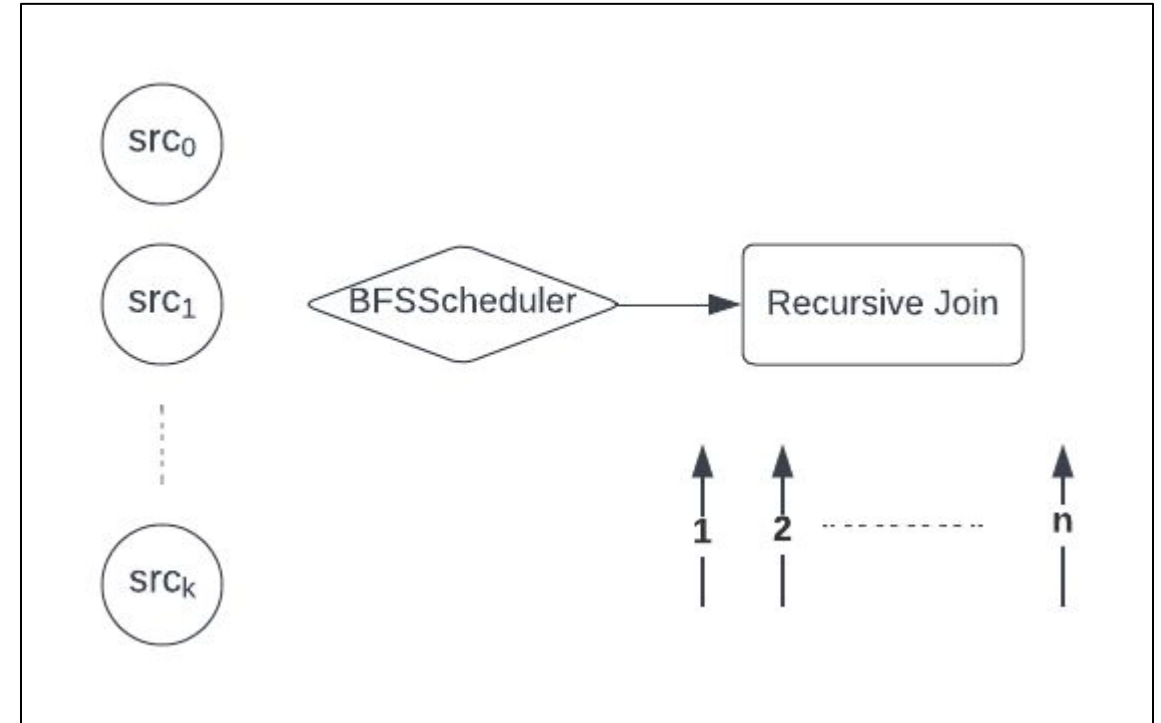 src₀
src₁
BFSScheduler
Recursive Join
1
2
n
srcₖ